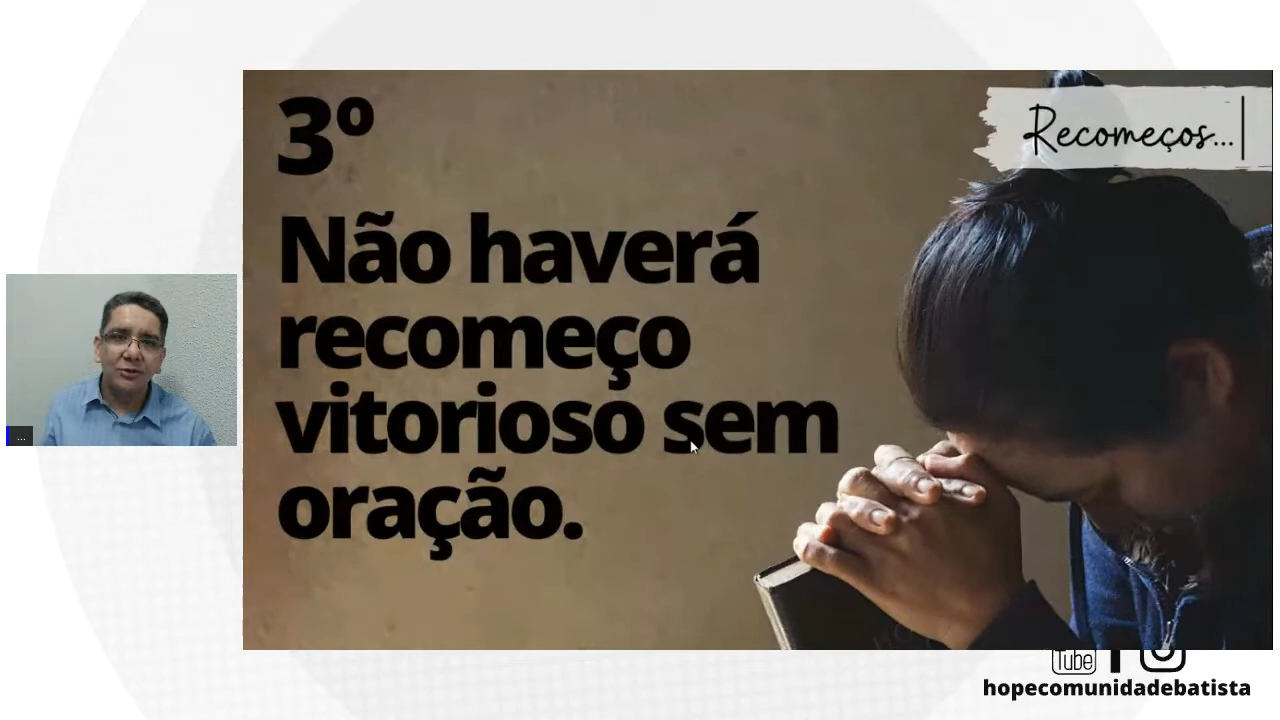 3º
Recomeços...|
Não haverá
recomeço
vitorioso sem
oração.
...
Tube
hopecomunidadebatista